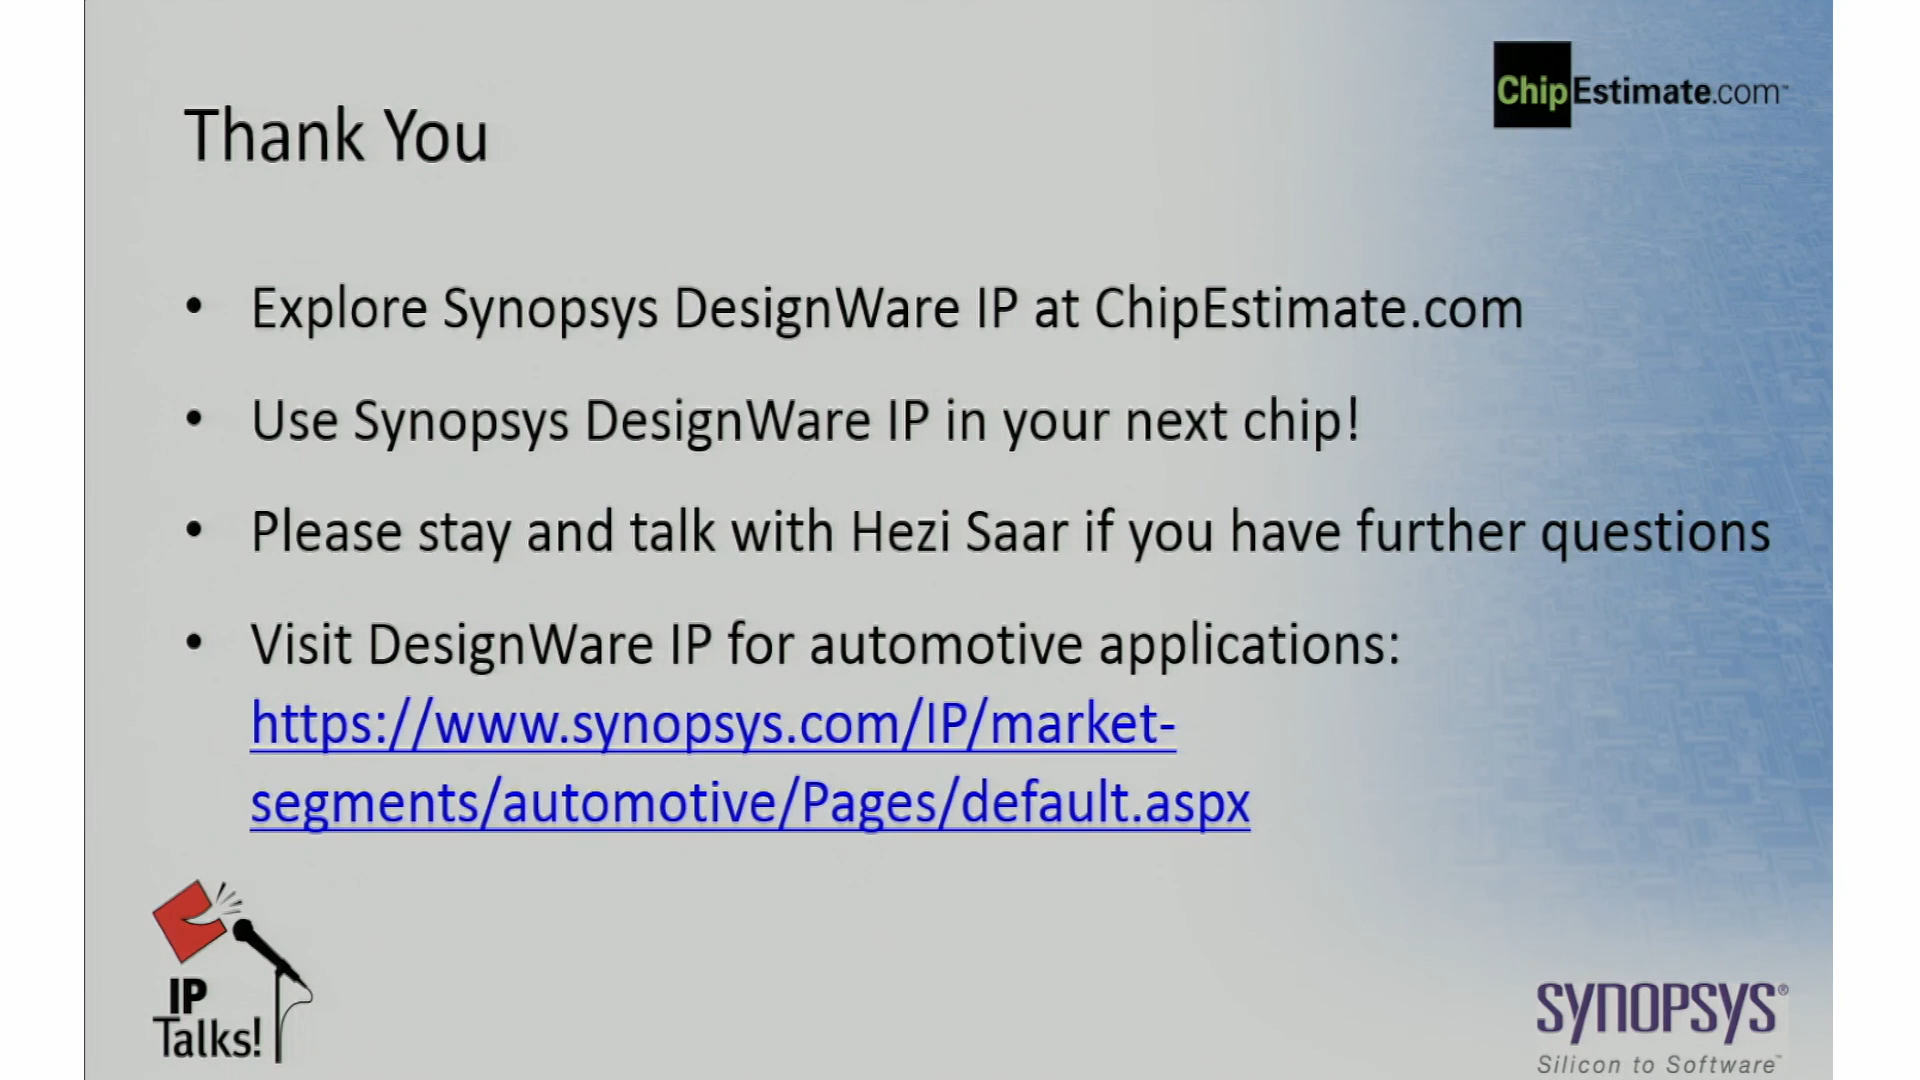 ChipEstimate.com™
Thank You
• Explore Synopsys DesignWare IP at ChipEstimate.com
• Use Synopsys DesignWare IP in your next chip!
• Please stay and talk with Hezi Saar if you have further questions
• Visit DesignWare IP for automotive applications:
https://www.synopsys.com/IP/market-
segments/automotive/Pages/default.aspx
IP
Talks!
SYNOPSYS®
Silicon to Software™